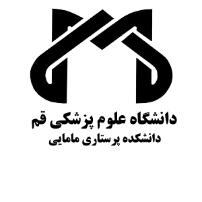 دانشگاه علوم پزشکی قم
دانشکده پرستاری مامایی